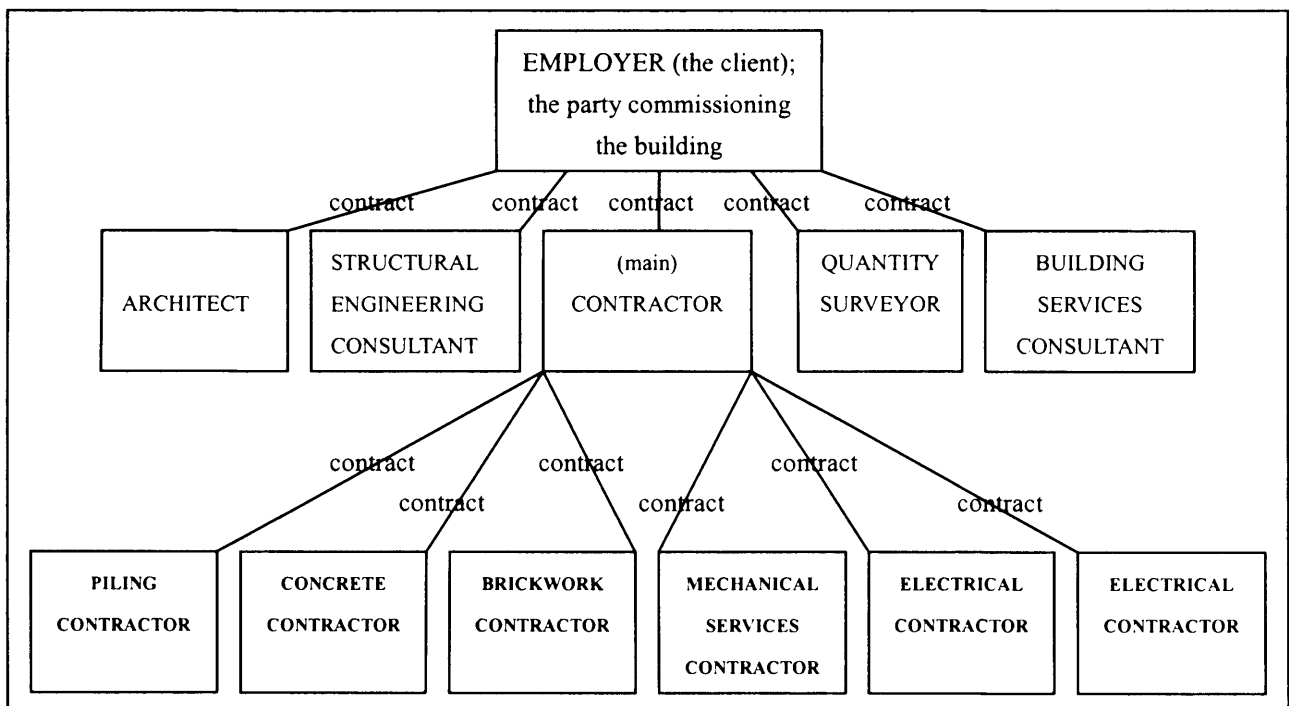 EMPLOYER (the client);
the party commissioning
the building
contract
contract
contract
contract
contract
ARCHITECT
STRUCTURAL
ENGINEERING
CONSULTANT
(main)
CONTRACTOR
QUANTITY
SURVEYOR
BUILDING
SERVICES
CONSULTANT
contract
contract
contract
contract
contract
contract
PILING
CONTRACTOR
CONCRETE
CONTRACTOR
BRICKWORK
CONTRACTOR
MECHANICAL
SERVICES
CONTRACTOR
ELECTRICAL
CONTRACTOR
ELECTRICAL
CONTRACTOR